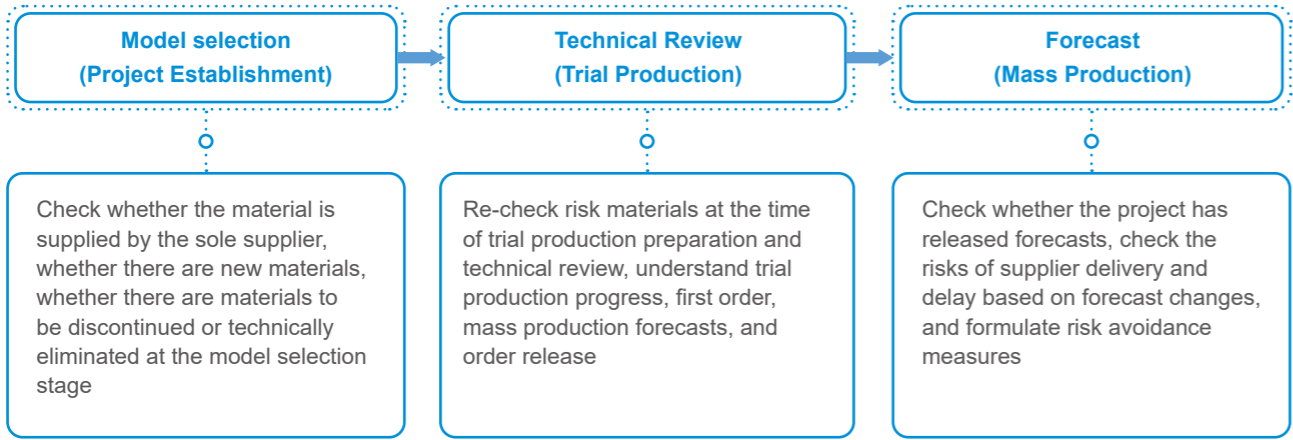 Model selection
(Project Establishment)
Technical Review
(Trial Production)
Forecast
(Mass Production)
Check whether the material is
supplied by the sole supplier,
whether there are new materials,
whether there are materials to
be discontinued or technically
eliminated at the model selection
stage
Re-check risk materials at the time
of trial production preparation and
technical review, understand trial
production progress, first order,
mass production forecasts, and
order release
Check whether the project has
released forecasts, check the
risks of supplier delivery and
delay based on forecast changes,
and formulate risk avoidance
measures